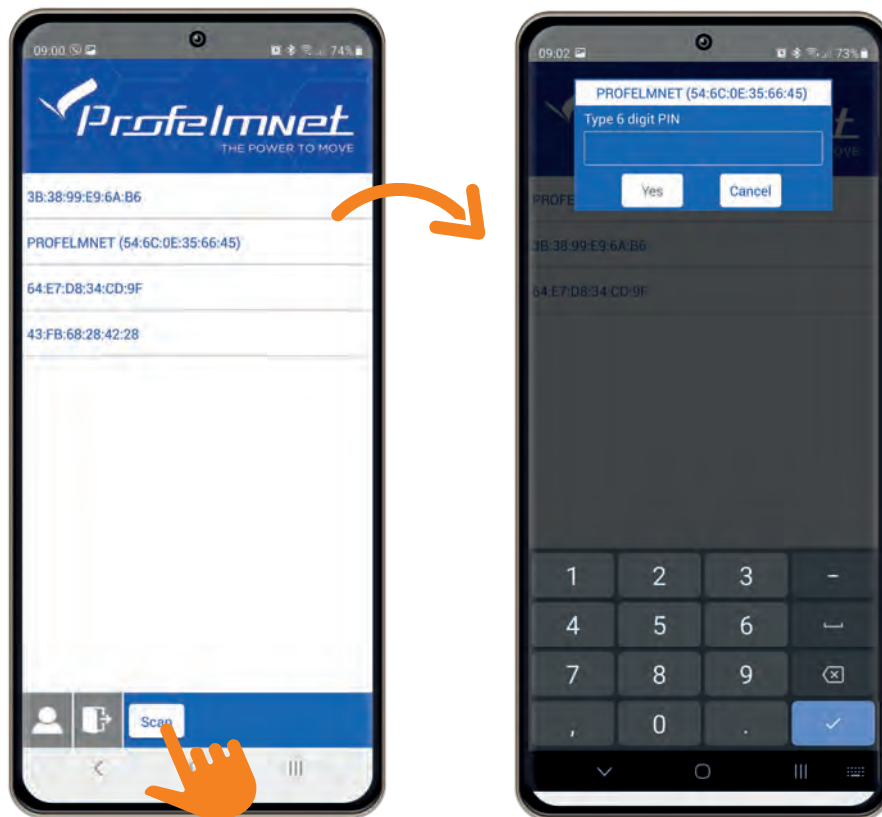 09:00
74%
Profelmnet
THE POWER TO MOVE
3B:38:99:E9:6A:B6
PROFELMNET (54:6C:0E:35:66:45)
64:E7:D8:34:CD:9F
43:FB:68:28:42:28
Scan
09:02
73%
PROFELMNET (54:6C:0E:35:66:45)
Type 6 digit PIN
Yes
Cancel
3B:38:99:E9:6A:B6
64:E7:D8:34:CD:9F
1 2 3 -
4 5 6
7 8 9
, 0 .